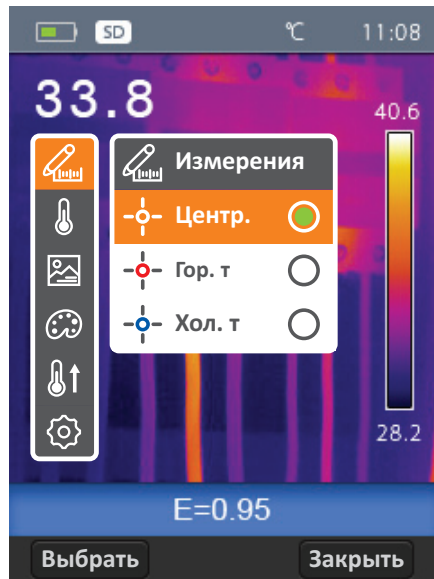 SD ℃ 11:08
33.8
40.6
Измерения
Центр.
Гор. т
Хол. т
28.2
E=0.95
Выбрать Закрыть